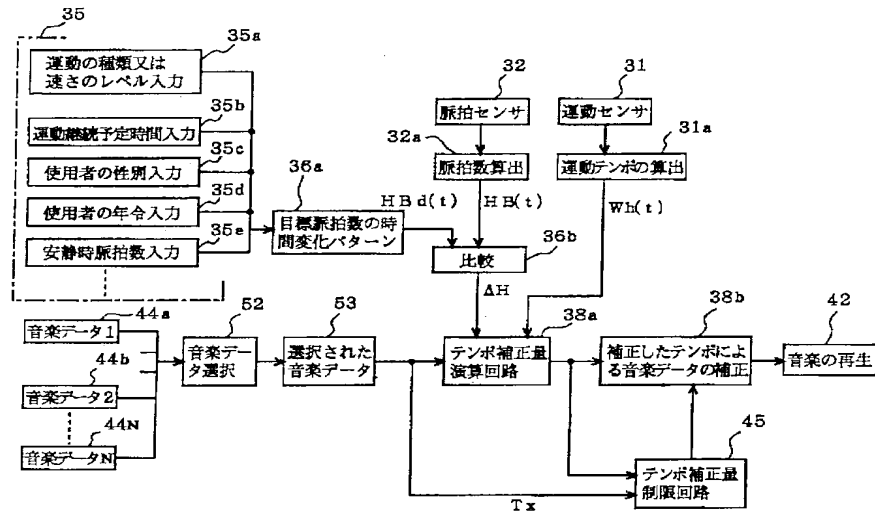 35
35a
運動の種類又は
速さのレベル入力
35b
運動継続予定時間入力
35c
使用者の性別入力
35d
使用者の年令入力
35e
安静時脈拍数入力
36a
目標脈拍数の時
間変化パターン
32
脈拍センサ
32a
脈拍数算出
31
運動センサ
31a
運動テンポの算出
HBd(t)
HB(t)
Wh(t)
36b
比較
ΔH
44a
音楽データ1
44b
音楽データ2
44N
音楽データN
52
音楽デー
タ選択
53
選択された
音楽データ
38a
テンポ補正量
演算回路
38b
補正したテンポによ
る音楽データの補正
42
音楽の再生
45
テンポ補正量
制限回路
Tx